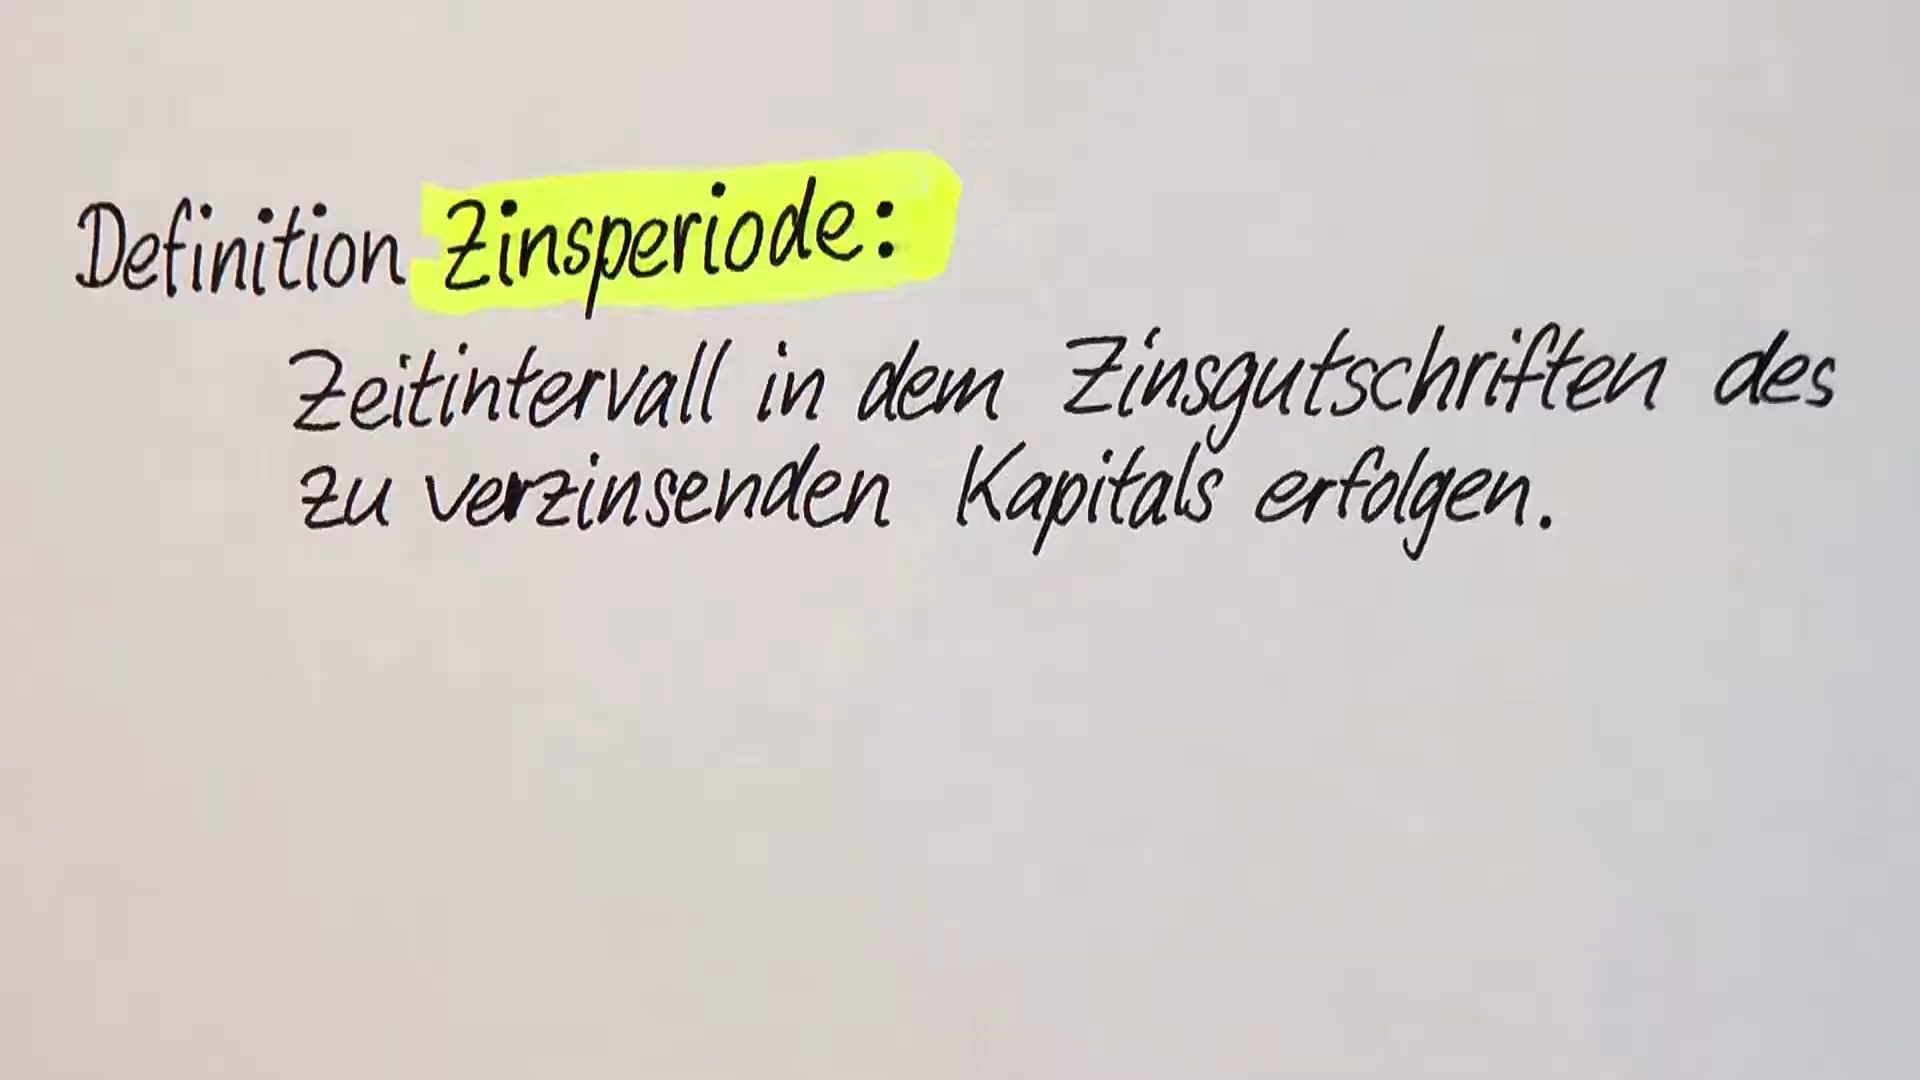 Definition Zinsperiode:
Zeitintervall in dem Zinsgutschriften des
zu verzinsenden Kapitals erfolgen.